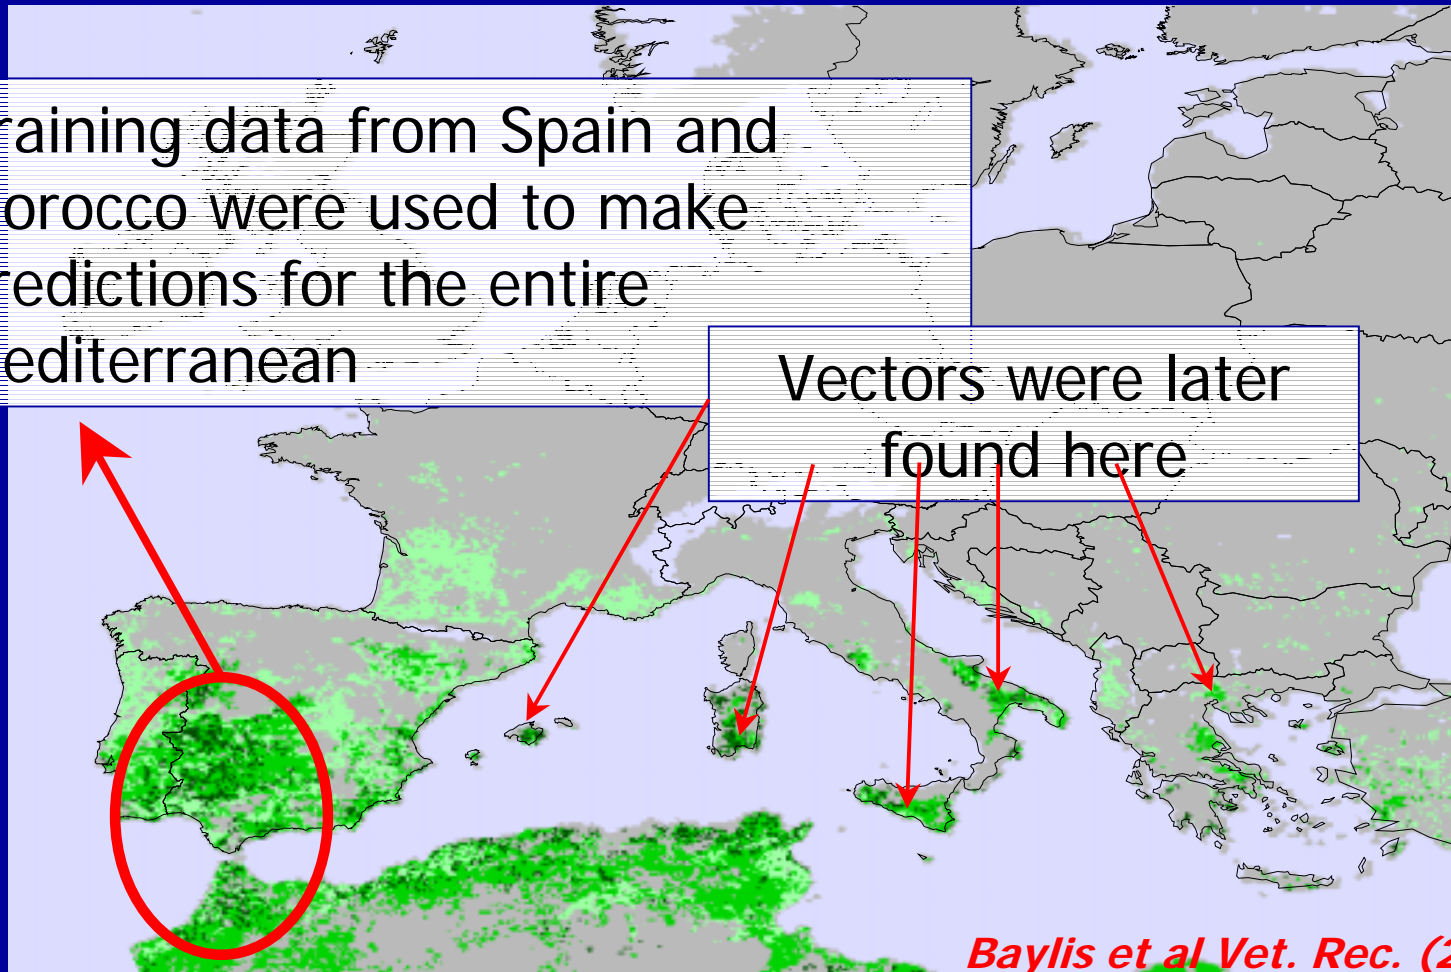 raining data from Spain and
orocco were used to make
redictions for the entire
editerranean
Vectors were later
found here
Baylis et al Vet. Rec. (2